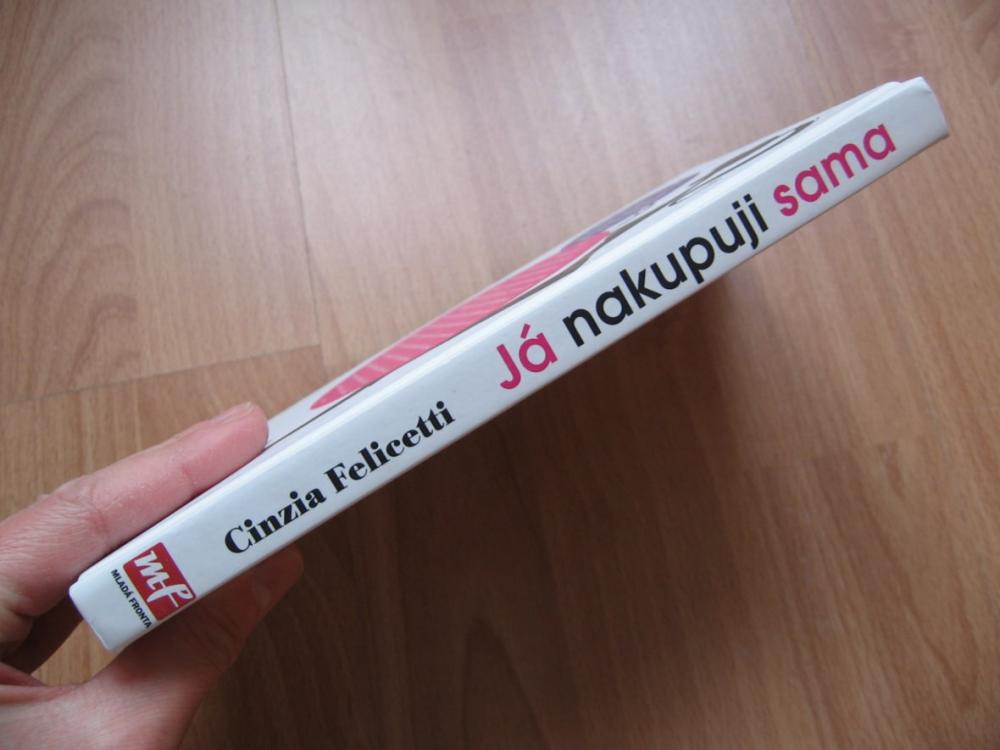 mf
MLADÁ FRONTA
Cinzia Felicetti
Já nakupuji sama